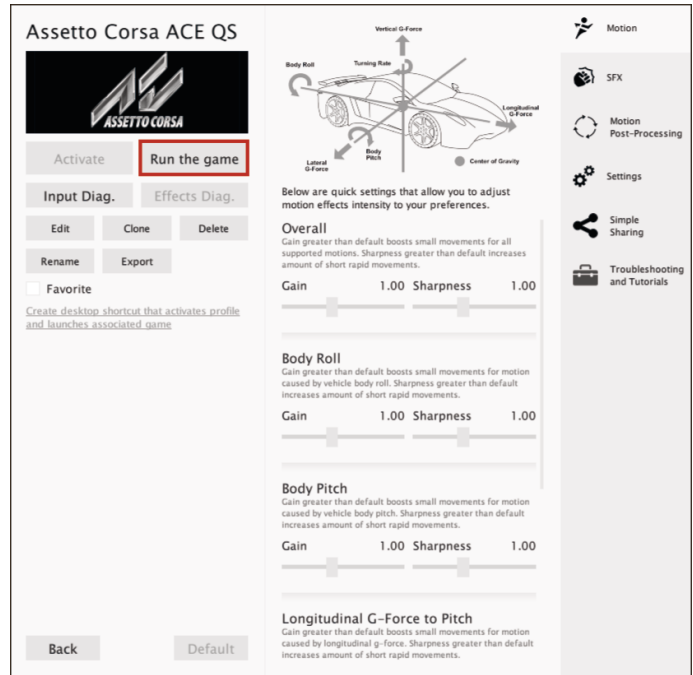 Assetto Corsa ACE QS
ASSETTO CORSA
Activate
Run the game
Input Diag.
Effects Diag.
Edit
Clone
Delete
Rename
Export
Favorite
Create desktop shortcut that activates profile
and launches associated game
Back
Default
Vertical G-Force
Body Roll
Turning Rate
Longitudinal
G-Force
Lateral
G-Force
Body
Pitch
Center of Gravity
Below are quick settings that allow you to adjust
motion effects intensity to your preferences.
Overall
Gain greater than default boosts small movements for all
supported motions. Sharpness greater than default increases
amount of short rapid movements.
Gain 1.00 Sharpness 1.00
Body Roll
Gain greater than default boosts small movements for motion
caused by vehicle body roll. Sharpness greater than default
increases amount of short rapid movements.
Gain 1.00 Sharpness 1.00
Body Pitch
Gain greater than default boosts small movements for motion
caused by vehicle body pitch. Sharpness greater than default
increases amount of short rapid movements.
Gain 1.00 Sharpness 1.00
Longitudinal G-Force to Pitch
Gain greater than default boosts small movements for motion
caused by longitudinal g-force. Sharpness greater than default
increases amount of short rapid movements.
Motion
SFX
Motion
Post-Processing
Settings
Simple
Sharing
Troubleshooting
and Tutorials